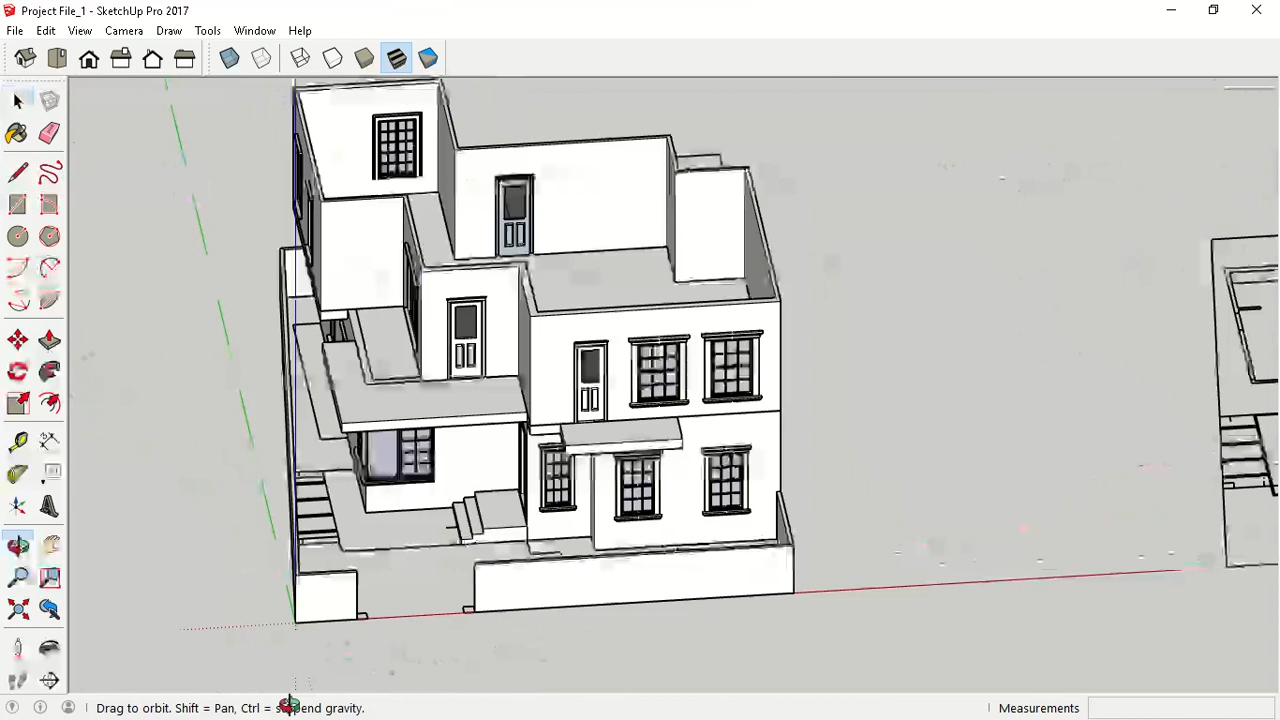 Project File_1 - SketchUp Pro 2017
File Edit View Camera Draw Tools Window Help
Drag to orbit. Shift = Pan, Ctrl = suspend gravity.
Measurements